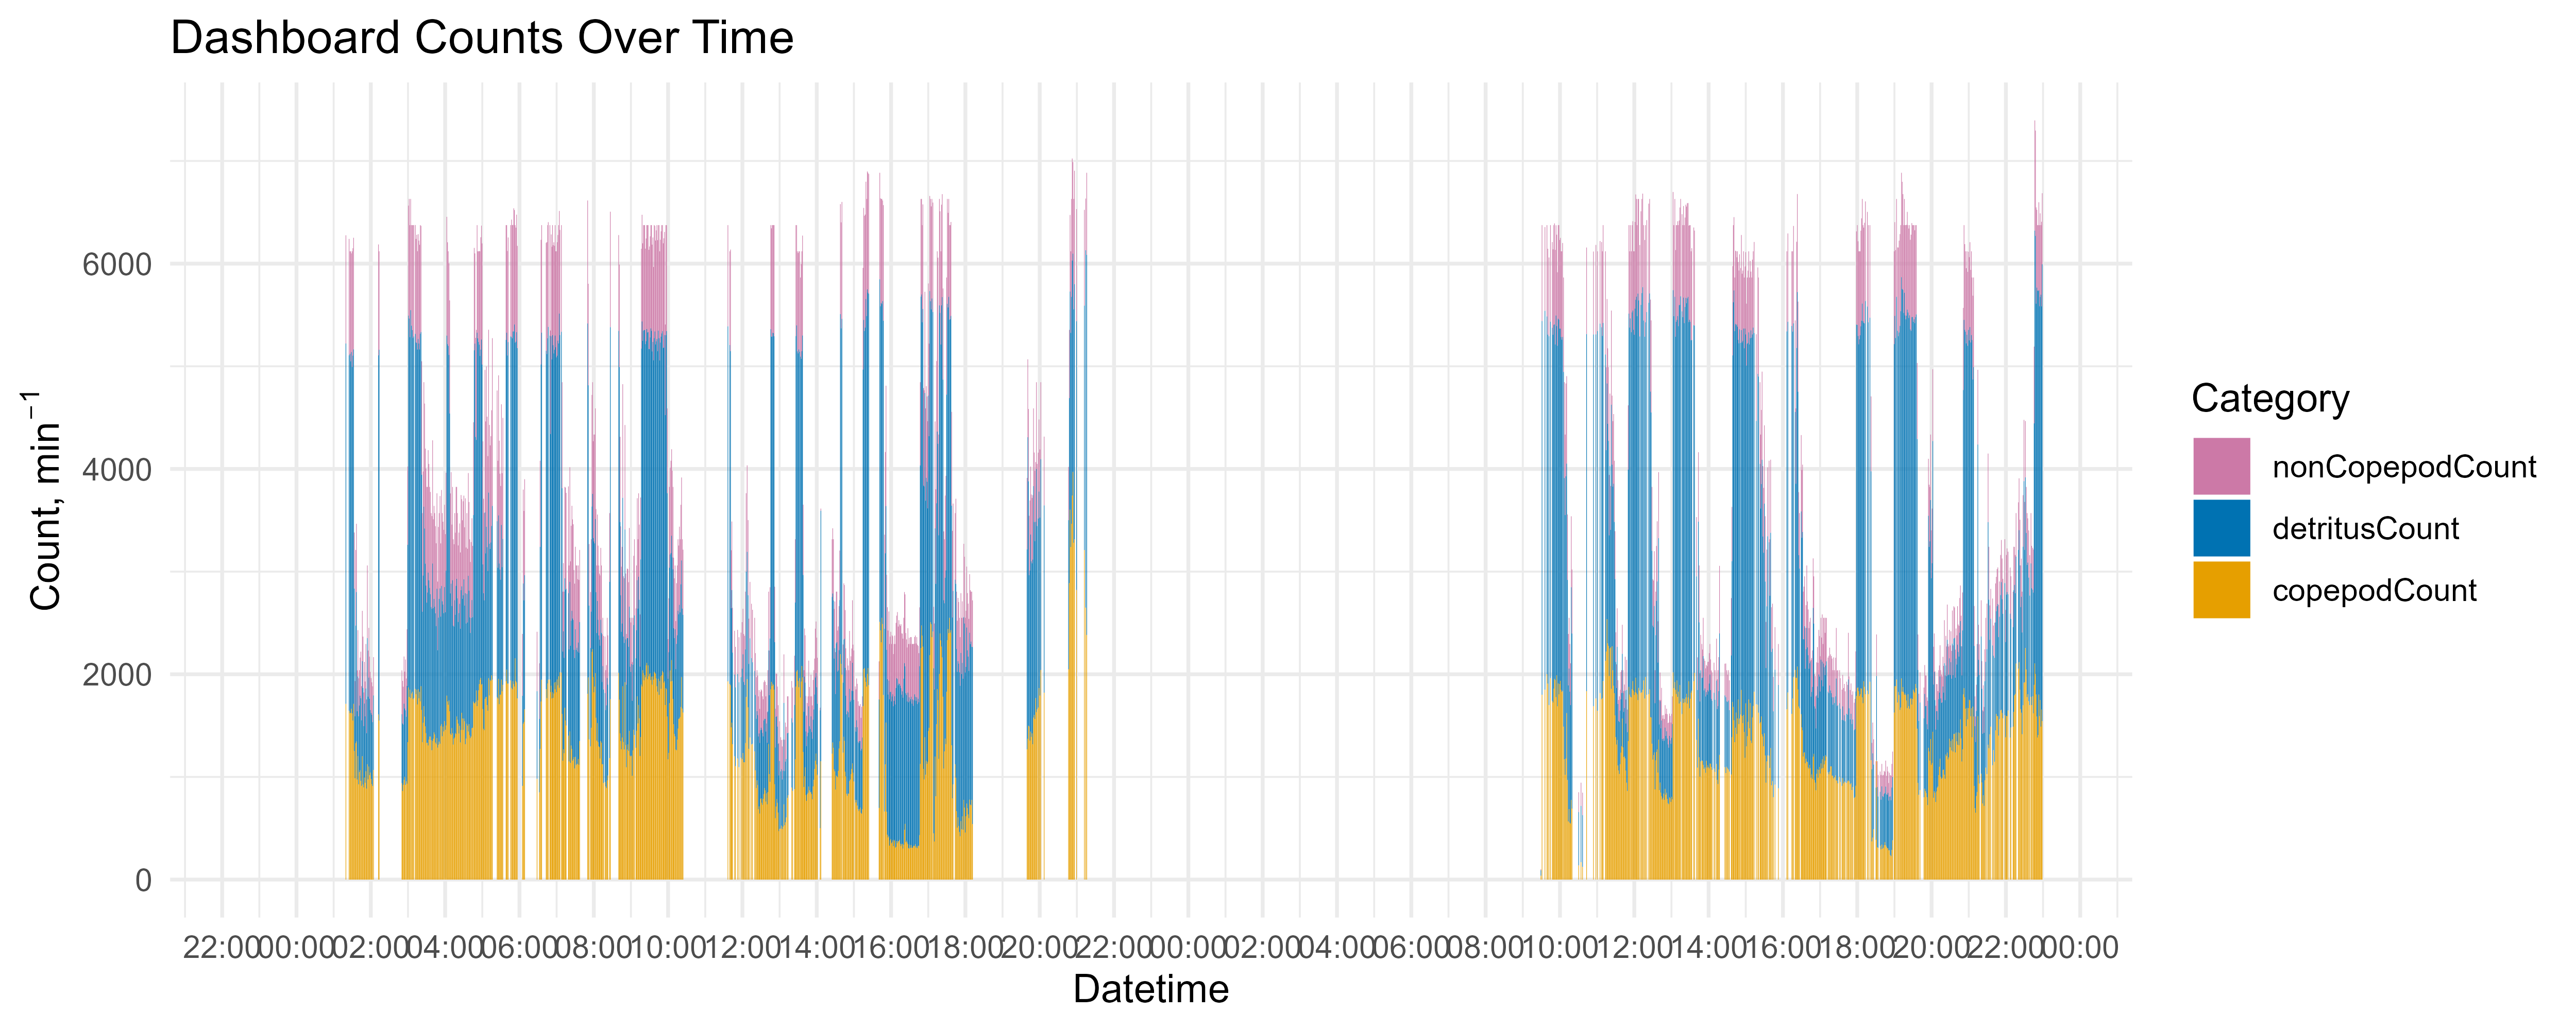 Dashboard Counts Over Time
Count, min⁻¹
6000
4000
2000
0
22:00 00:00 02:00 04:00 06:00 08:00 10:00 12:00 14:00 16:00 18:00 20:00 22:00 00:00 02:00 04:00 06:00 08:00 10:00 12:00 14:00 16:00 18:00 20:00 22:00 00:00
Datetime
Category
nonCopepodCount
detritusCount
copepodCount